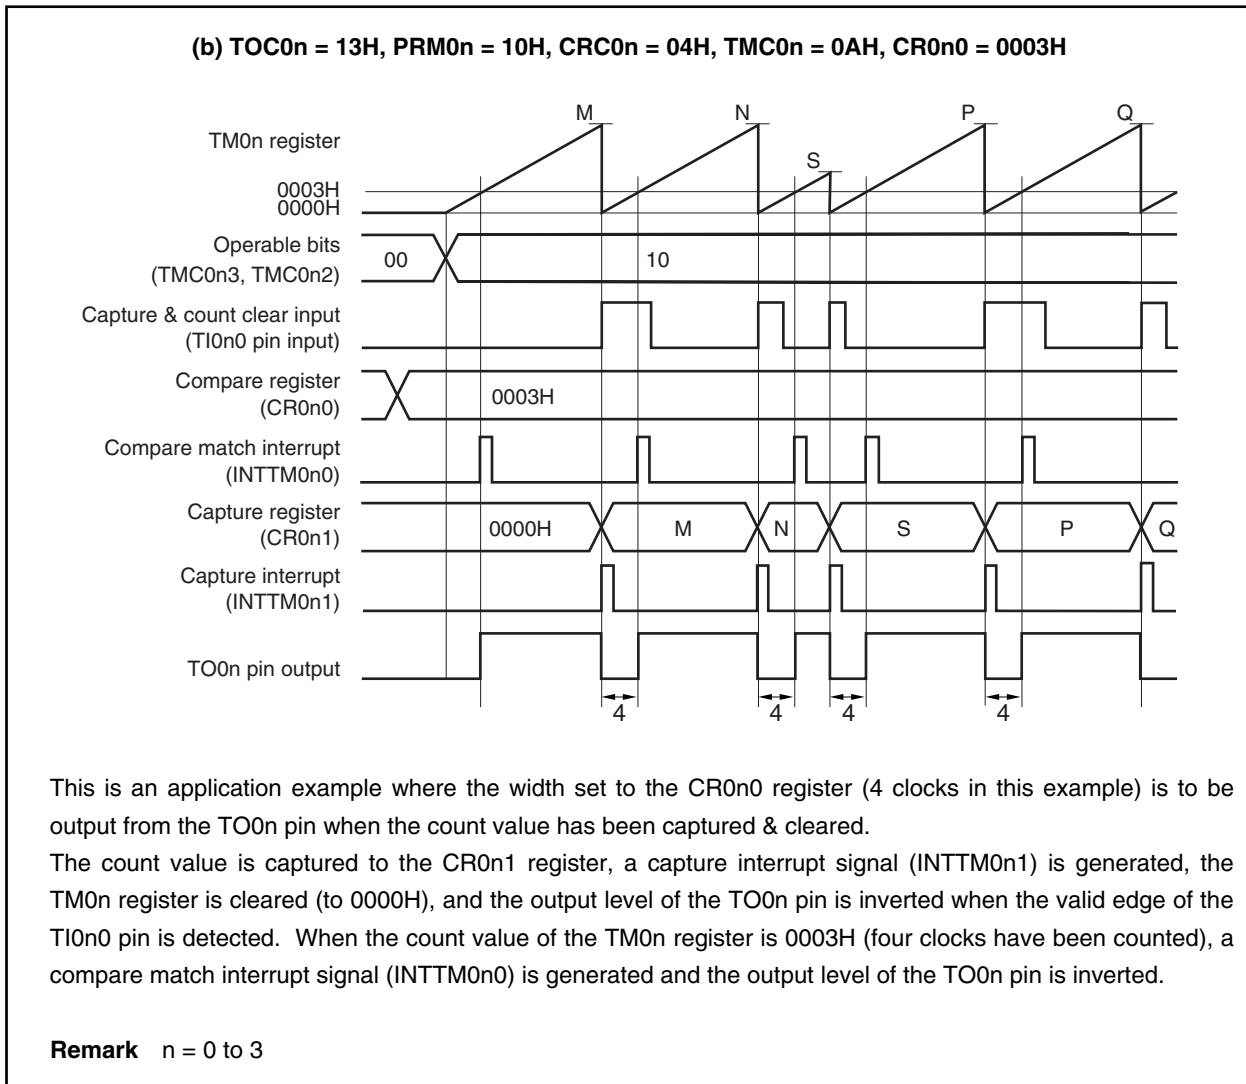 (b) TOC0n = 13H, PRM0n = 10H, CRC0n = 04H, TMC0n = 0AH, CR0n0 = 0003H
M
N
S
P
Q
TM0n register
0003H
0000H
Operable bits
(TMC0n3, TMC0n2)
00
10
Capture & count clear input
(TI0n0 pin input)
Compare register
(CR0n0)
0003H
Compare match interrupt
(INTTM0n0)
Capture register
(CR0n1)
0000H
M
N
S
P
Q
Capture interrupt
(INTTM0n1)
TO0n pin output
4
4
4
4
This is an application example where the width set to the CR0n0 register (4 clocks in this example) is to be
output from the TO0n pin when the count value has been captured & cleared.
The count value is captured to the CR0n1 register, a capture interrupt signal (INTTM0n1) is generated, the
TM0n register is cleared (to 0000H), and the output level of the TO0n pin is inverted when the valid edge of the
TI0n0 pin is detected. When the count value of the TM0n register is 0003H (four clocks have been counted), a
compare match interrupt signal (INTTM0n0) is generated and the output level of the TO0n pin is inverted.
Remark n = 0 to 3